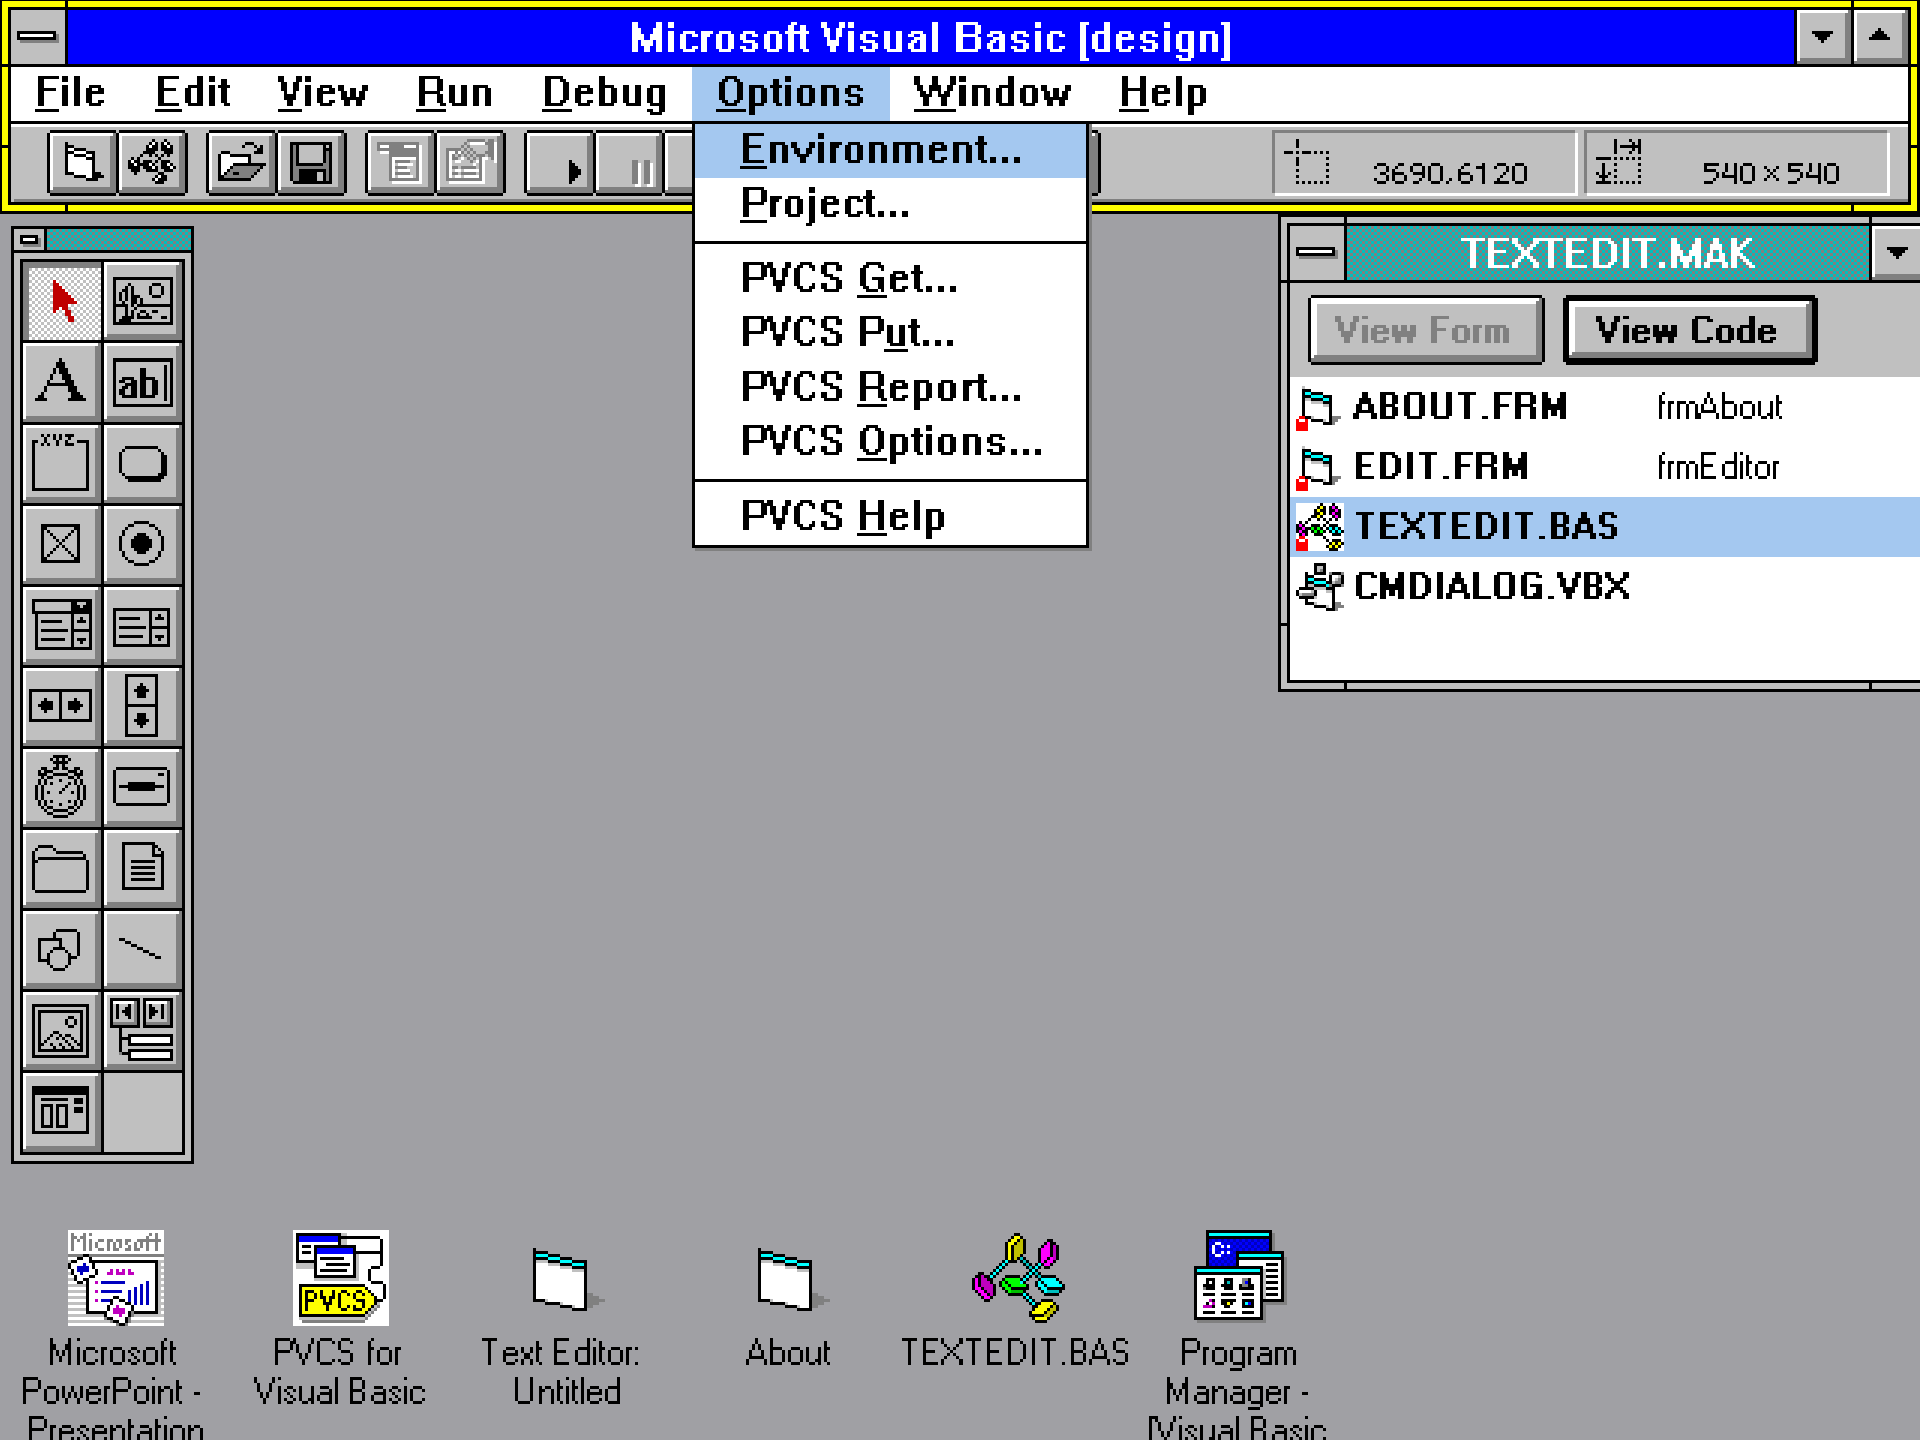 Microsoft Visual Basic [design]
File Edit View Run Debug Options Window Help
3690,6120 540 × 540
Environment...
Project...
PVCS Get...
PVCS Put...
PVCS Report...
PVCS Options...
PVCS Help
TEXTEDIT.MAK
View Form View Code
ABOUT.FRM frmAbout
EDIT.FRM frmEditor
TEXTEDIT.BAS
CMDIALOG.VBX
A ab
XYZ
Microsoft
PVCS
C:
Microsoft
PowerPoint -
Presentation
PVCS for
Visual Basic
Text Editor:
Untitled
About
TEXTEDIT.BAS
Program
Manager -
[Visual Basic